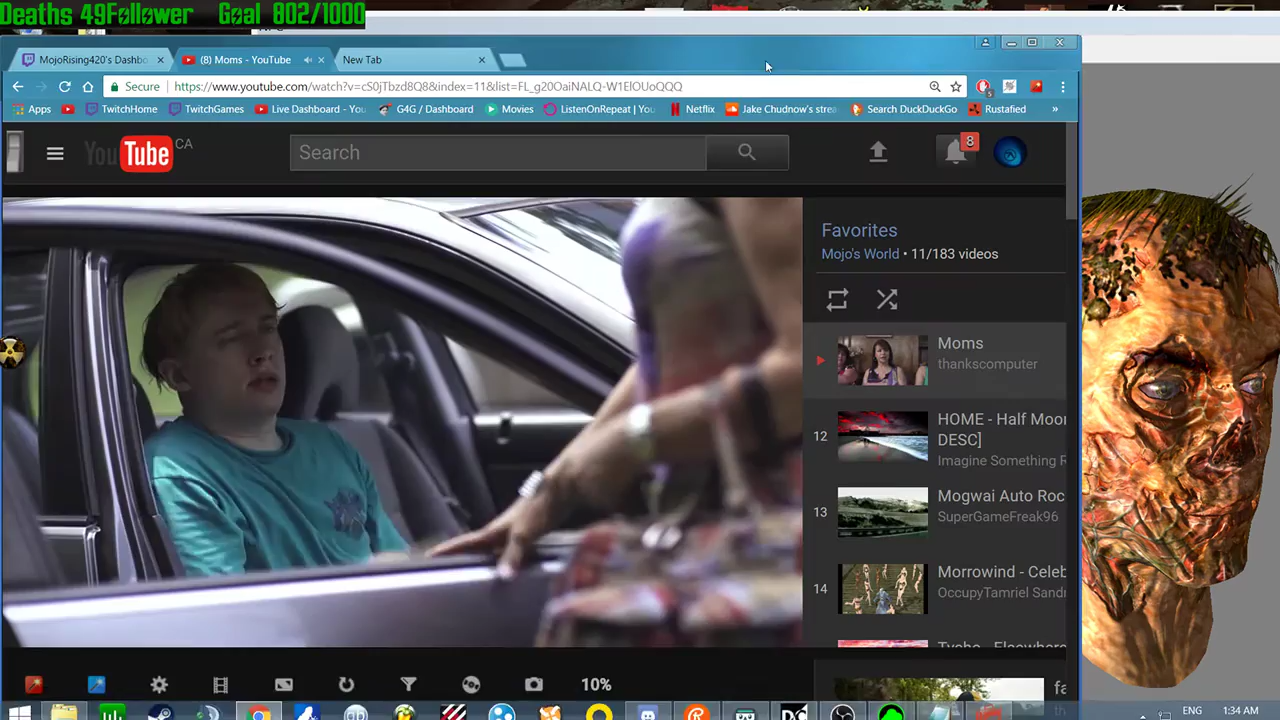 Deaths 49Follower Goal 802/1000
MojoRising420's Dashbo
(8) Moms - YouTube
New Tab
Secure https://www.youtube.com/watch?v=cS0jTbzd8Q8&index=11&list=FL_g20OaiNALQ-W1ElOUoQQQ
Apps TwitchHome TwitchGames Live Dashboard - You G4G / Dashboard Movies ListenOnRepeat | You Netflix Jake Chudnow's strea Search DuckDuckGo Rustafied »
YouTube CA
Search
8
Favorites
Mojo's World • 11/183 videos
Moms
thankscomputer
12
HOME - Half Moon
DESC]
Imagine Something R
13
Mogwai Auto Roc
SuperGameFreak96
14
Morrowind - Celeb
OccupyTamriel Sand
10%
fa
ENG 1:34 AM